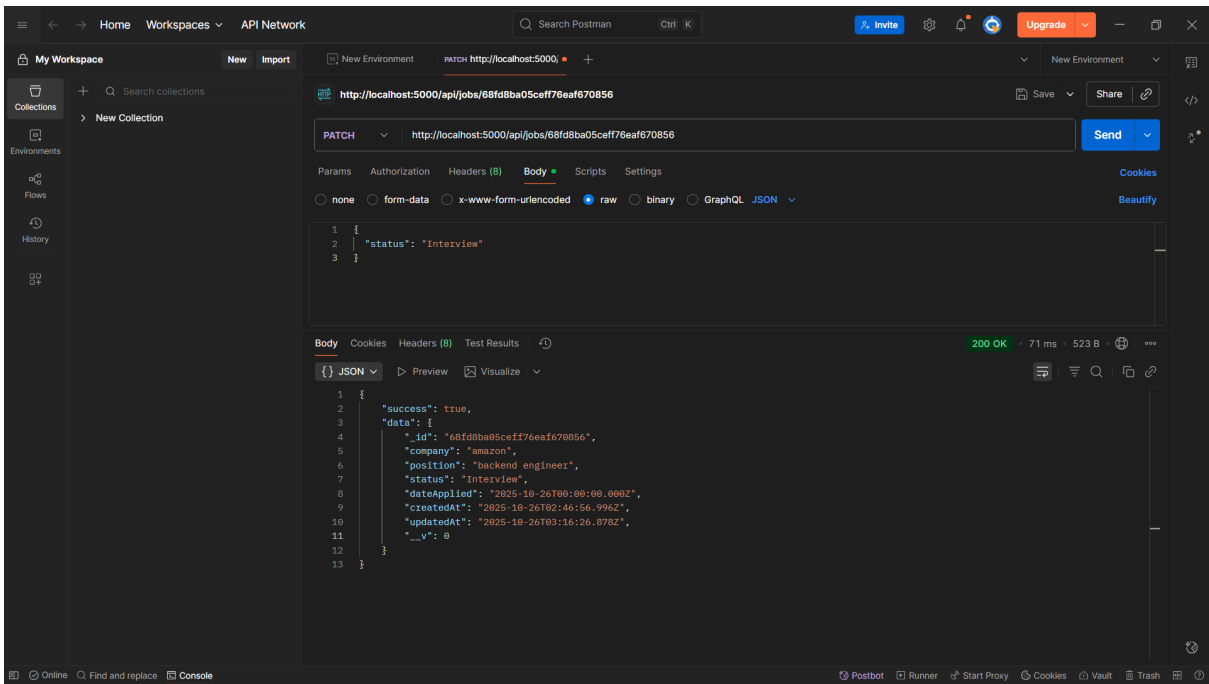 Home Workspaces API Network Search Postman Ctrl K Invite Upgrade
My Workspace New Import New Environment PATCH http://localhost:5000/ New Environment
Collections Search collections http://localhost:5000/api/jobs/68fd8ba05ceff76eaf670856 Save Share
New Collection
PATCH http://localhost:5000/api/jobs/68fd8ba05ceff76eaf670856 Send
Environments
Params Authorization Headers (8) Body Scripts Settings Cookies
Flows
none form-data x-www-form-urlencoded raw binary GraphQL JSON Beautify
History
1 {
2 "status": "Interview"
3 }
Body Cookies Headers (8) Test Results 200 OK 71 ms 523 B
{} JSON Preview Visualize
1 {
2 "success": true,
3 "data": {
4 "_id": "68fd8ba05ceff76eaf670856",
5 "company": "amazon",
6 "position": "backend engineer",
7 "status": "Interview",
8 "dateApplied": "2025-10-26T00:00:00.000Z",
9 "createdAt": "2025-10-26T02:46:56.996Z",
10 "updatedAt": "2025-10-26T03:16:26.878Z",
11 "__v": 0
12 }
13 }
Online Find and replace Console Postbot Runner Start Proxy Cookies Vault Trash